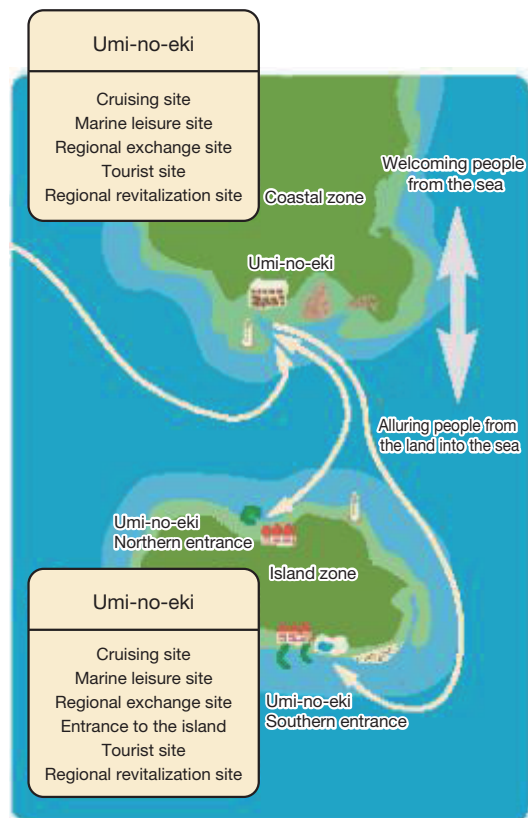 Umi-no-eki
Cruising site
Marine leisure site
Regional exchange site
Tourist site
Regional revitalization site
Coastal zone
Welcoming people
from the sea
Umi-no-eki
Alluring people from
the land into the sea
Umi-no-eki
Northern entrance
Island zone
Umi-no-eki
Cruising site
Marine leisure site
Regional exchange site
Entrance to the island
Tourist site
Regional revitalization site
Umi-no-eki
Southern entrance